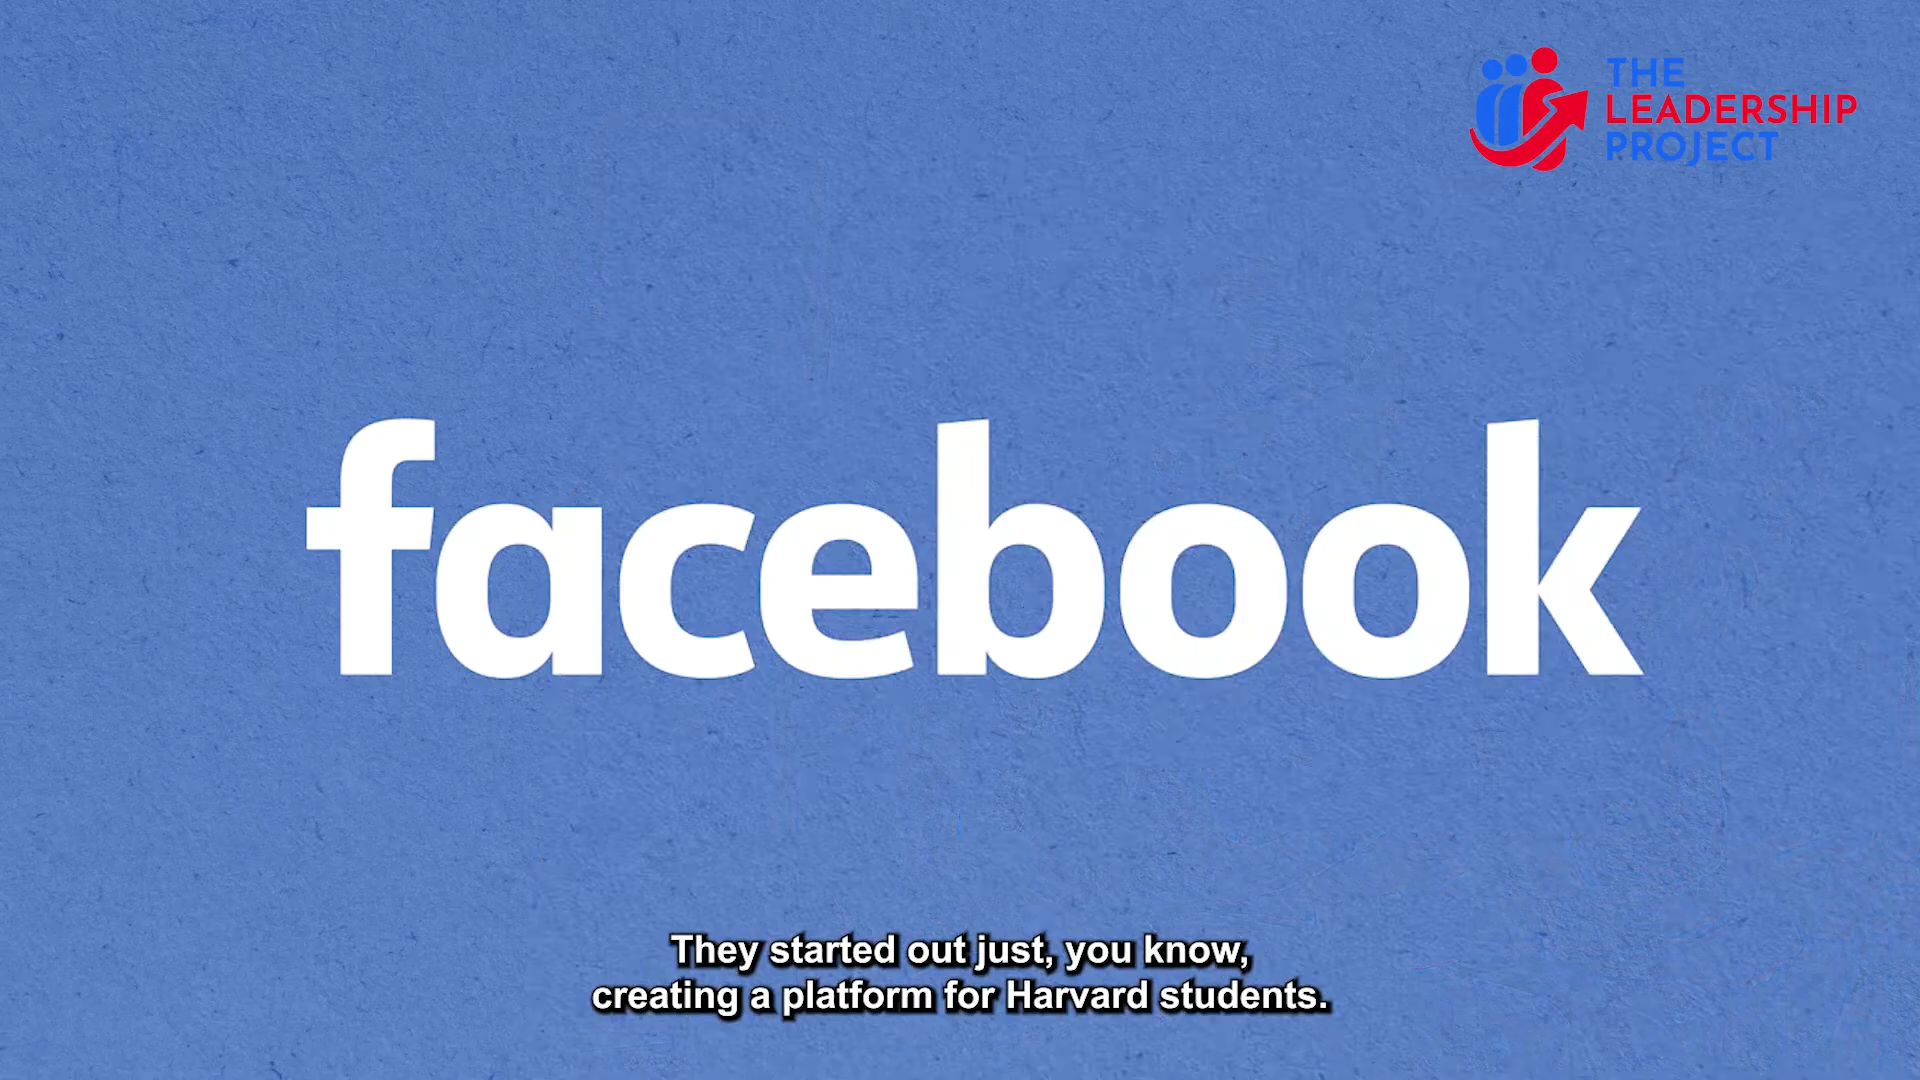 THE
LEADERSHIP
PROJECT
facebook
They started out just, you know,
creating a platform for Harvard students.